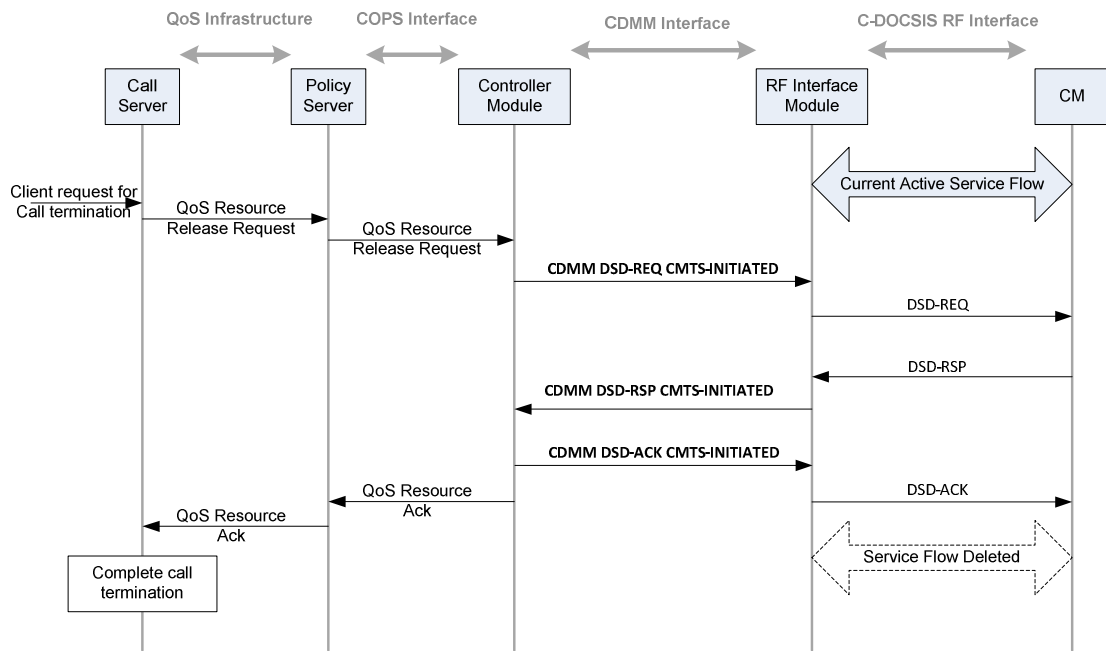 QoS Infrastructure
COPS Interface
CDMM Interface
C-DOCSIS RF Interface
Call
Server
Policy
Server
Controller
Module
RF Interface
Module
CM
Current Active Service Flow
Client request for
Call termination
QoS Resource
Release Request
QoS Resource
Release Request
CDMM DSD-REQ CMTS-INITIATED
DSD-REQ
DSD-RSP
CDMM DSD-RSP CMTS-INITIATED
CDMM DSD-ACK CMTS-INITIATED
QoS Resource
Ack
DSD-ACK
QoS Resource
Ack
Service Flow Deleted
Complete call
termination